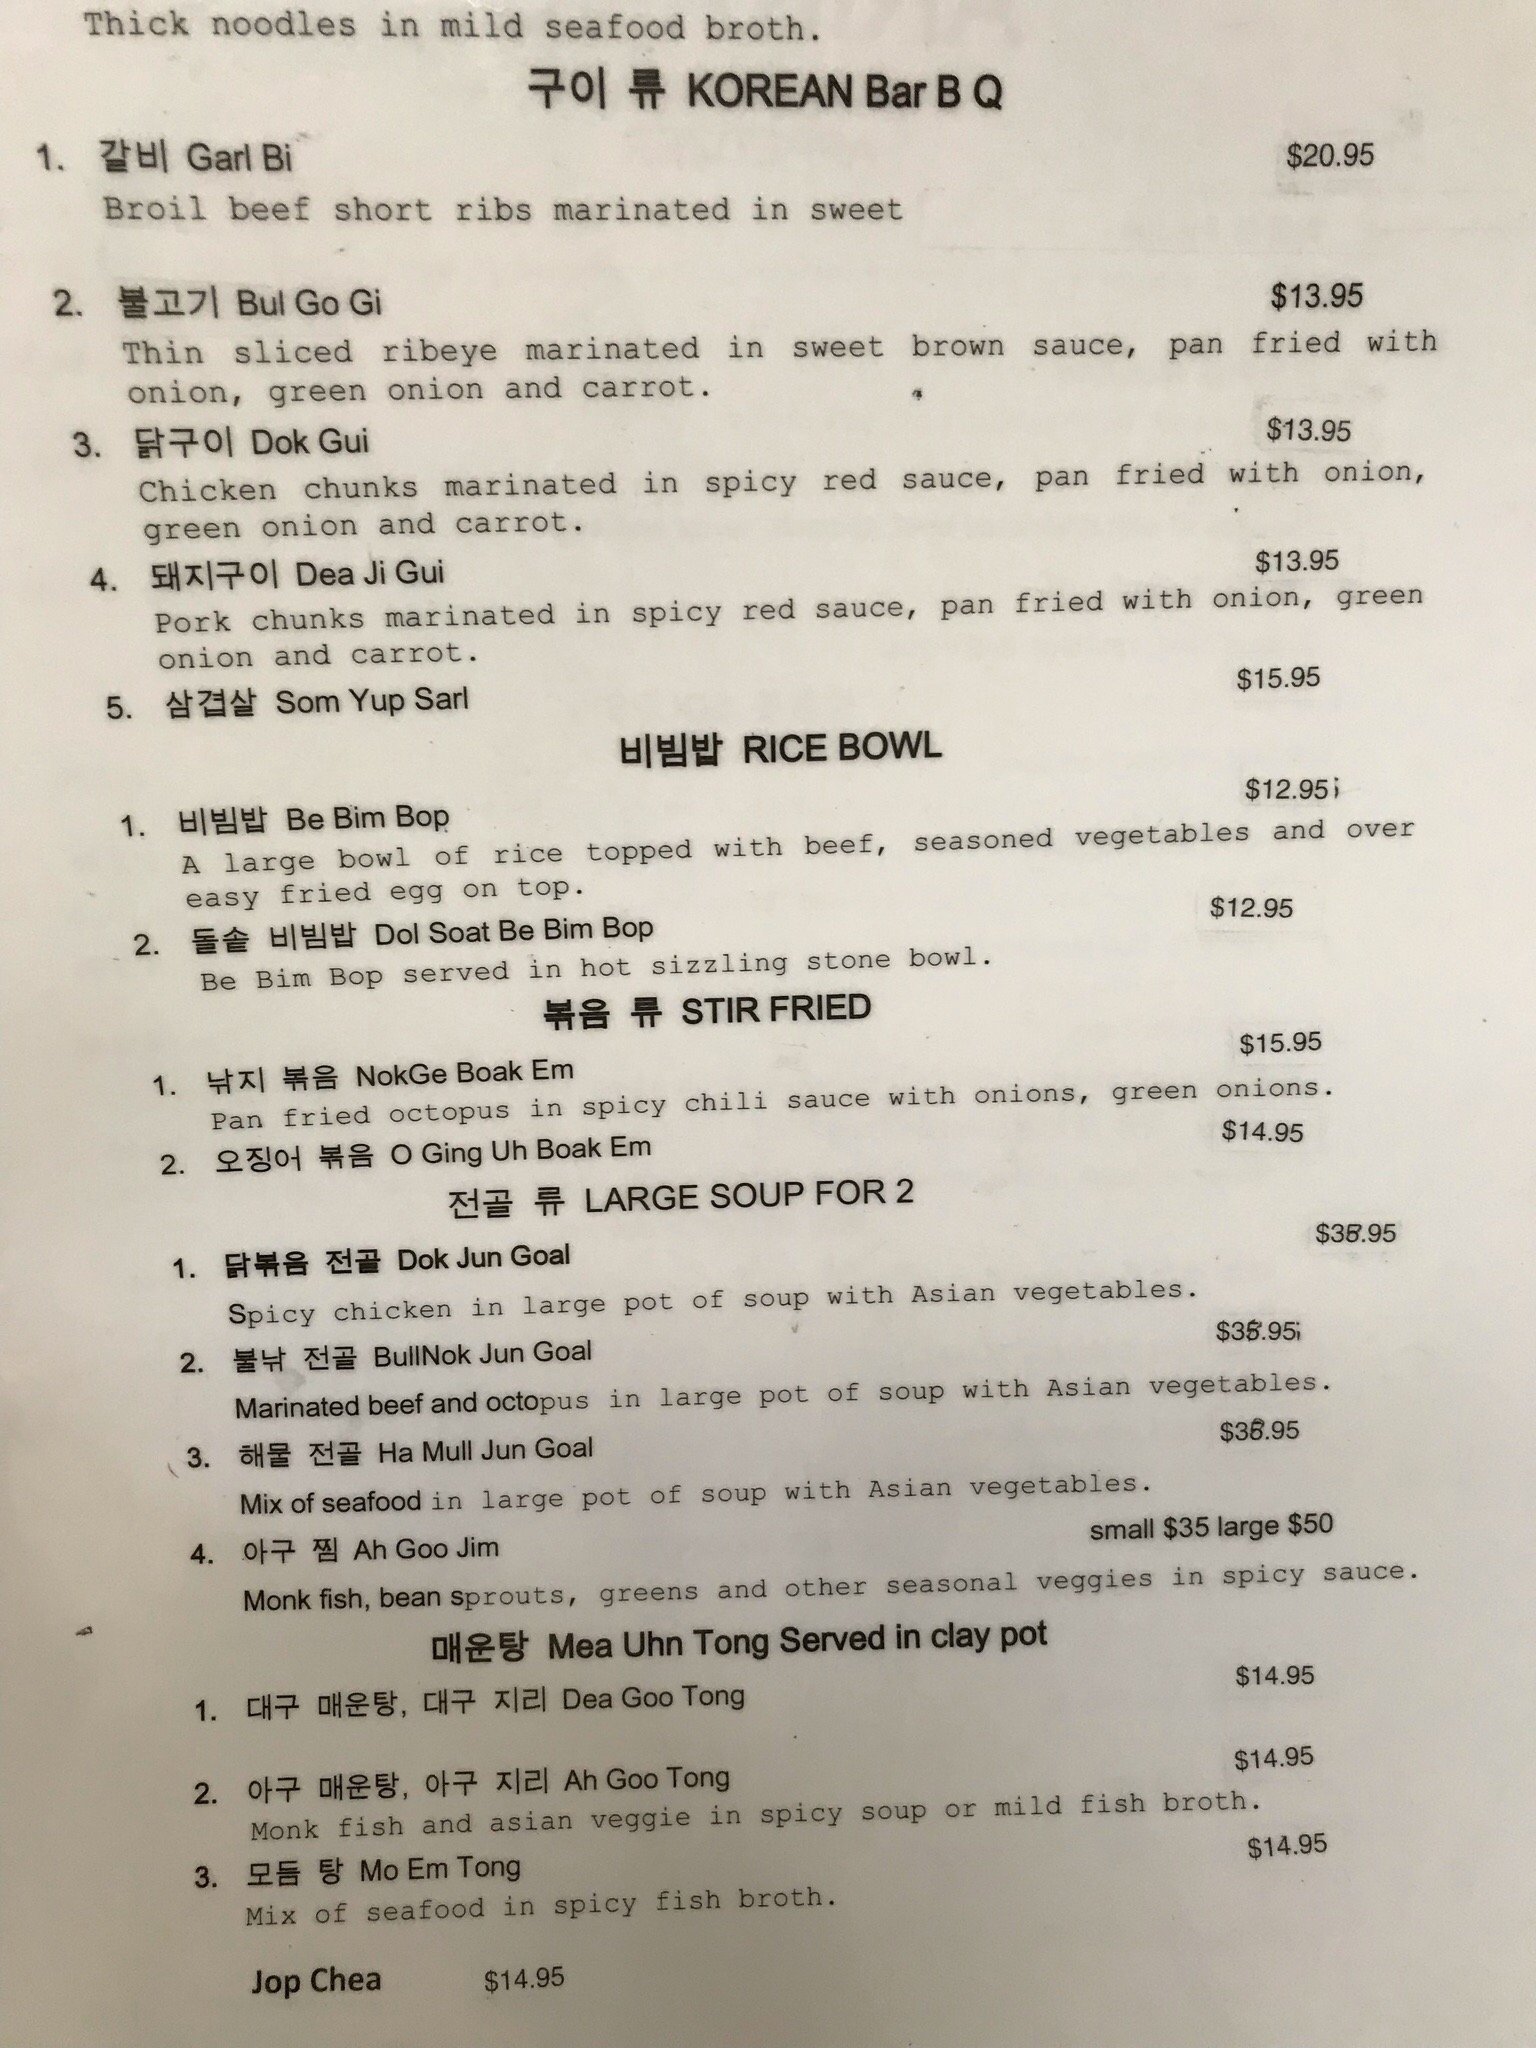 Thick noodles in mild seafood broth.
구이 류 KOREAN Bar B Q
1. 갈비 Garl Bi $20.95
Broil beef short ribs marinated in sweet
2. 불고기 Bul Go Gi $13.95
Thin sliced ribeye marinated in sweet brown sauce, pan fried with
onion, green onion and carrot.
3. 닭구이 Dok Gui $13.95
Chicken chunks marinated in spicy red sauce, pan fried with onion,
green onion and carrot.
4. 돼지구이 Dea Ji Gui $13.95
Pork chunks marinated in spicy red sauce, pan fried with onion, green
onion and carrot.
5. 삼겹살 Som Yup Sarl $15.95
비빔밥 RICE BOWL
1. 비빔밥 Be Bim Bop $12.95
A large bowl of rice topped with beef, seasoned vegetables and over
easy fried egg on top.
2. 돌솥 비빔밥 Dol Soat Be Bim Bop $12.95
Be Bim Bop served in hot sizzling stone bowl.
볶음 류 STIR FRIED
1. 낚지 볶음 NokGe Boak Em $15.95
Pan fried octopus in spicy chili sauce with onions, green onions.
2. 오징어 볶음 O Ging Uh Boak Em $14.95
전골 류 LARGE SOUP FOR 2
1. 닭볶음 전골 Dok Jun Goal
Spicy chicken in large pot of soup with Asian vegetables.
2. 불낚 전골 BullNok Jun Goal
Marinated beef and octopus in large pot of soup with Asian vegetables.
3. 해물 전골 Ha Mull Jun Goal
Mix of seafood in large pot of soup with Asian vegetables.
4. 아구 찜 Ah Goo Jim small $35 large $50
Monk fish, bean sprouts, greens and other seasonal veggies in spicy sauce.
매운탕 Mea Uhn Tong Served in clay pot
1. 대구 매운탕, 대구 지리 Dea Goo Tong $14.95
2. 아구 매운탕, 아구 지리 Ah Goo Tong $14.95
Monk fish and asian veggie in spicy soup or mild fish broth.
3. 모듬 탕 Mo Em Tong $14.95
Mix of seafood in spicy fish broth.
Jop Chea $14.95